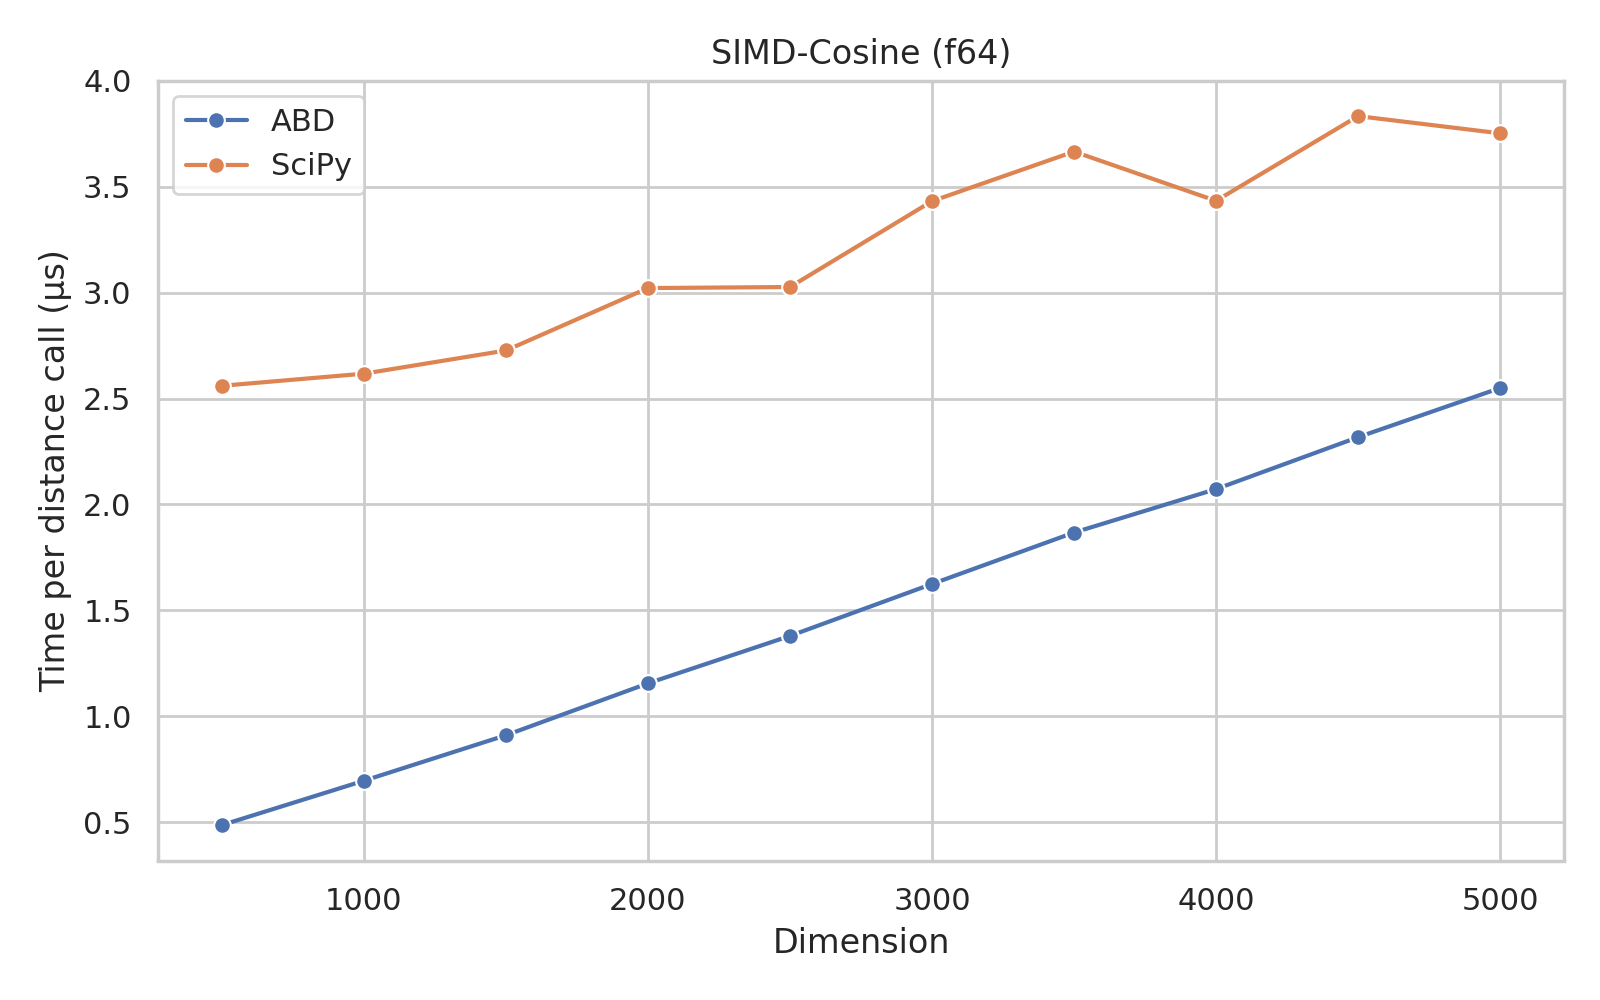 SIMD-Cosine (f64)
ABD
SciPy
Time per distance call (µs)
4.0
3.5
3.0
2.5
2.0
1.5
1.0
0.5
1000 2000 3000 4000 5000
Dimension